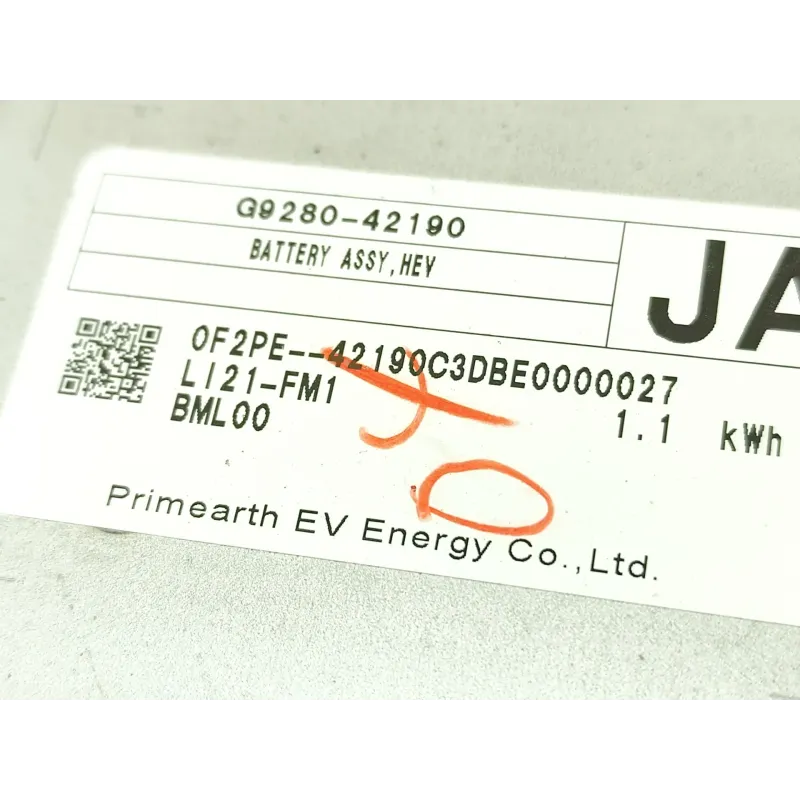 G9280-42190
BATTERY ASSY,HEV
JA
0F2PE--42190C3DBE0000027
LI21-FM1
1.1 kWh
BML00
Primearth EV Energy Co.,Ltd.